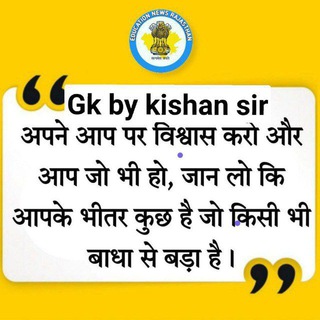 EDUCATION NEWS RAJASTHAN
Gk by kishan sir
अपने आप पर विश्वास करो और
आप जो भी हो, जान लो कि
आपके भीतर कुछ है जो किसी भी
बाधा से बड़ा है।